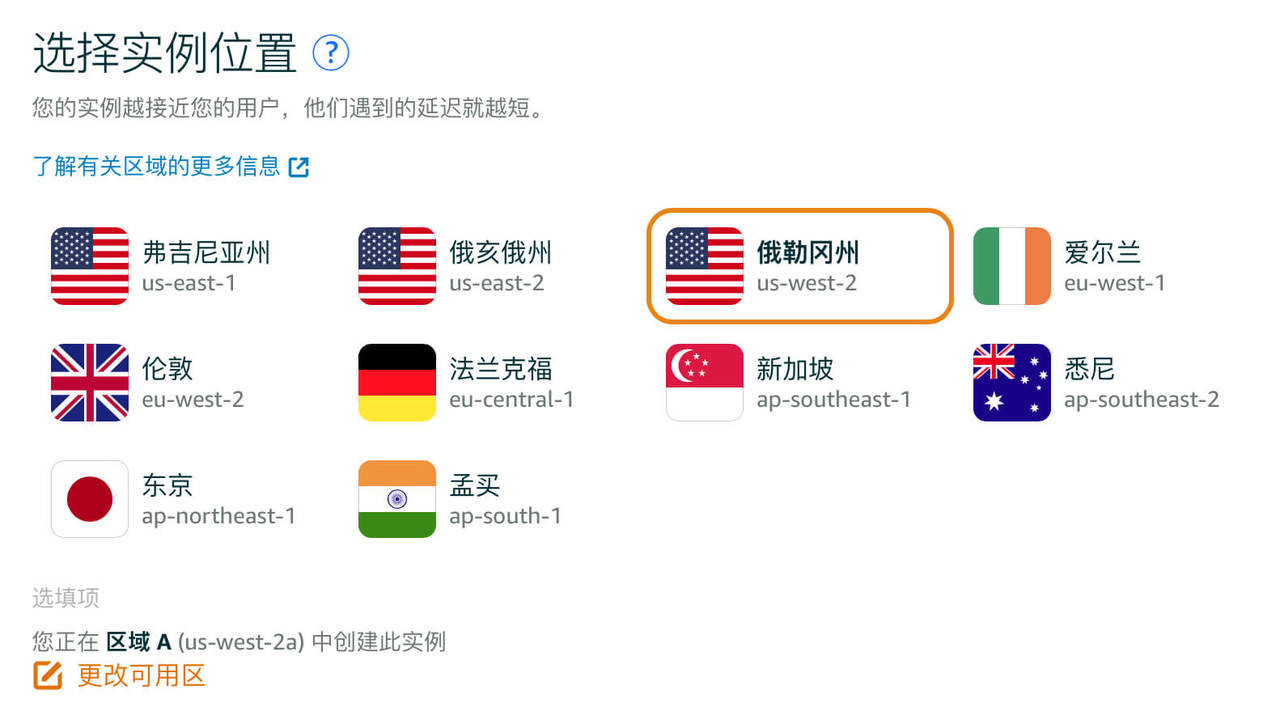 选择实例位置 ?
您的实例越接近您的用户，他们遇到的延迟就越短。
了解有关区域的更多信息
弗吉尼亚州
us-east-1
俄亥俄州
us-east-2
俄勒冈州
us-west-2
爱尔兰
eu-west-1
伦敦
eu-west-2
法兰克福
eu-central-1
新加坡
ap-southeast-1
悉尼
ap-southeast-2
东京
ap-northeast-1
孟买
ap-south-1
选填项
您正在 区域 A (us-west-2a) 中创建此实例
更改可用区